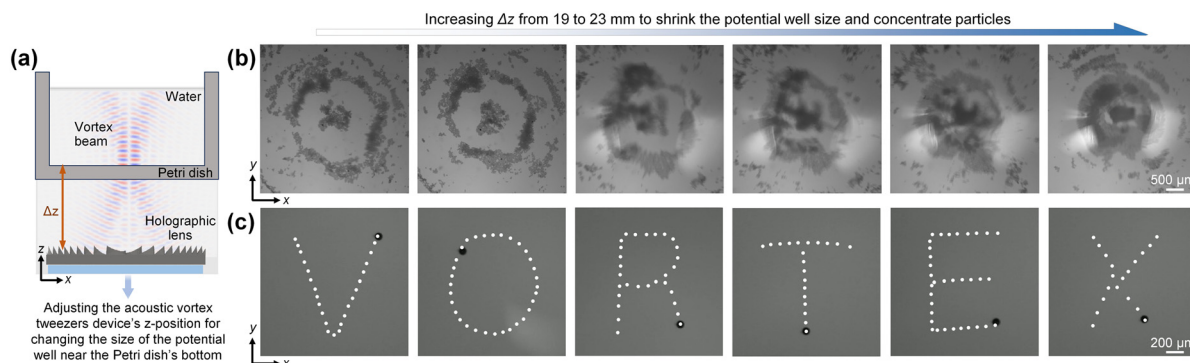 Increasing Δz from 19 to 23 mm to shrink the potential well size and concentrate particles
(a)
Water
Vortex
beam
Petri dish
Δz
Holographic
lens
z
x
Adjusting the acoustic vortex
tweezers device's z-position for
changing the size of the potential
well near the Petri dish's bottom
(b)
y
x
500 μm
(c)
V O R T E X
y
x
200 μm